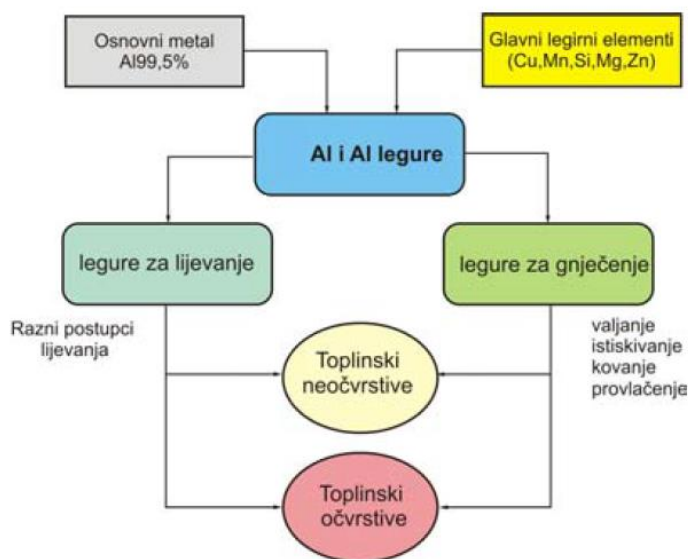 Osnovni metal
Al99,5%
Glavni legirni elementi
(Cu,Mn,Si,Mg,Zn)
Al i Al legure
legure za lijevanje
legure za gnječenje
Razni postupci
lijevanja
valjanje
istiskivanje
kovanje
provlačenje
Toplinski
neočvrstive
Toplinski
očvrstive